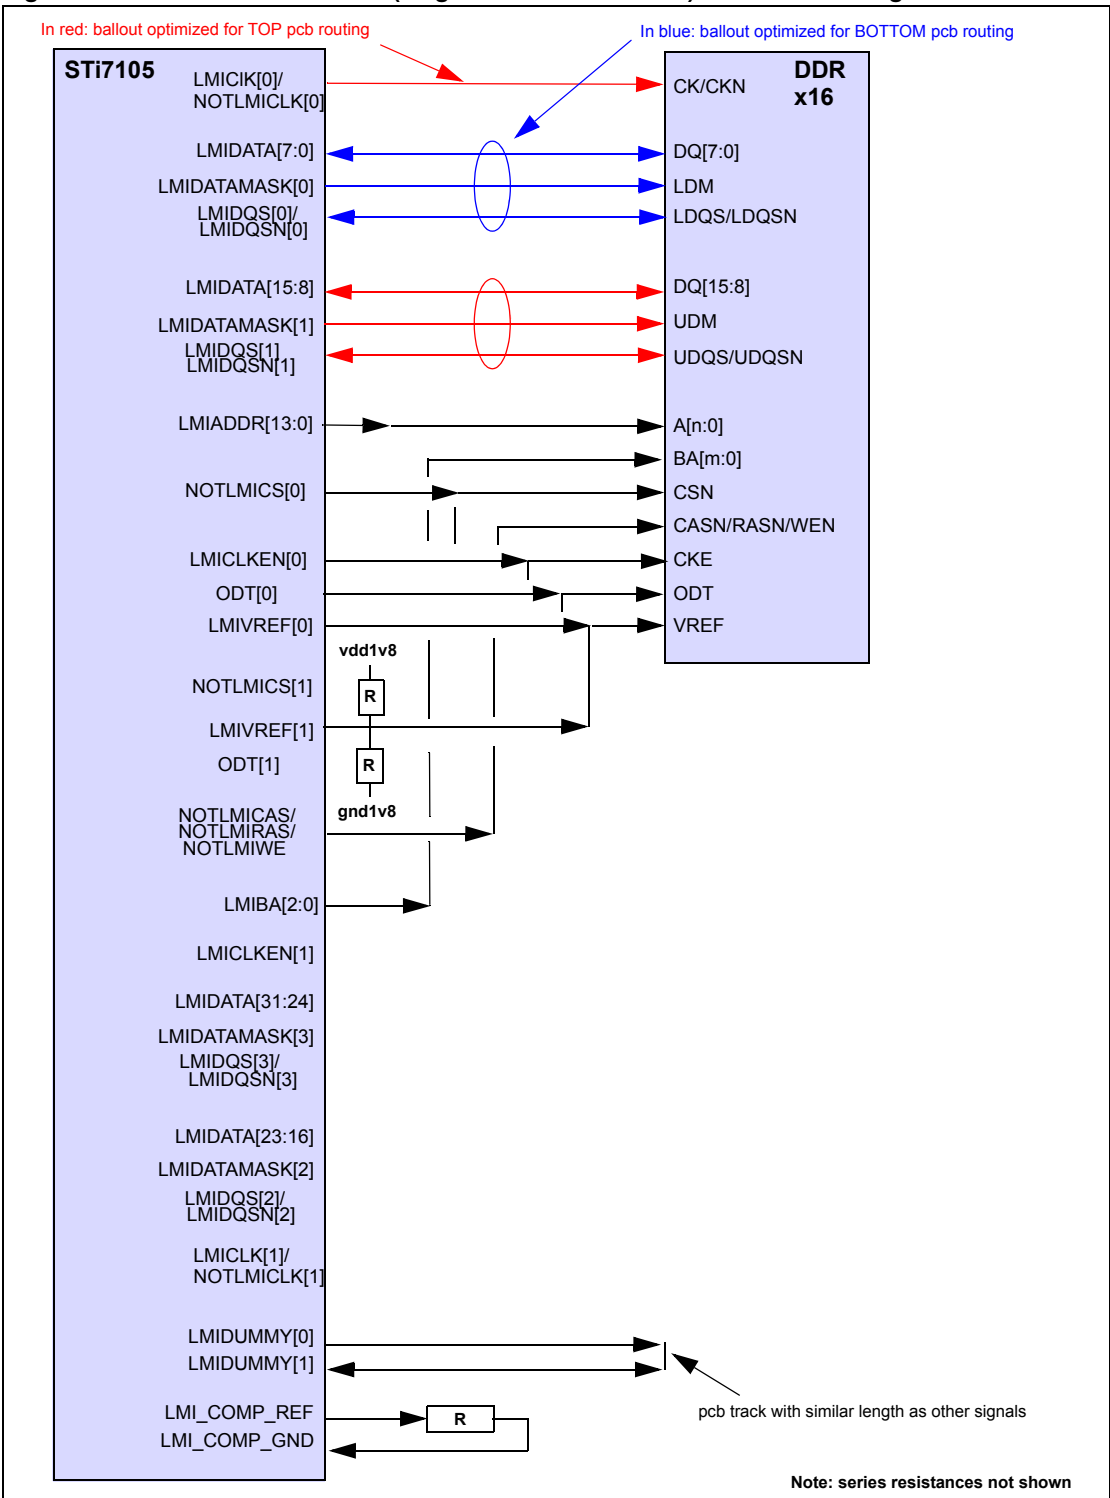 In red: ballout optimized for TOP pcb routing
In blue: ballout optimized for BOTTOM pcb routing
STi7105
DDR
x16
LMICIK[0]/
NOTLMICLK[0]
CK/CKN
LMIDATA[7:0]
DQ[7:0]
LMIDATAMASK[0]
LDM
LMIDQS[0]/
LMIDQSN[0]
LDQS/LDQSN
LMIDATA[15:8]
DQ[15:8]
LMIDATAMASK[1]
UDM
LMIDQS[1]
LMIDQSN[1]
UDQS/UDQSN
LMIADDR[13:0]
A[n:0]
BA[m:0]
NOTLMICS[0]
CSN
CASN/RASN/WEN
LMICLKEN[0]
CKE
ODT[0]
ODT
LMIVREF[0]
VREF
vdd1v8
NOTLMICS[1]
R
LMIVREF[1]
ODT[1]
R
gnd1v8
NOTLMICAS/
NOTLMIRAS/
NOTLMIWE
LMIBA[2:0]
LMICLKEN[1]
LMIDATA[31:24]
LMIDATAMASK[3]
LMIDQS[3]/
LMIDQSN[3]
LMIDATA[23:16]
LMIDATAMASK[2]
LMIDQS[2]/
LMIDQSN[2]
LMICLK[1]/
NOTLMICLK[1]
LMIDUMMY[0]
LMIDUMMY[1]
pcb track with similar length as other signals
LMI_COMP_REF
R
LMI_COMP_GND
Note: series resistances not shown